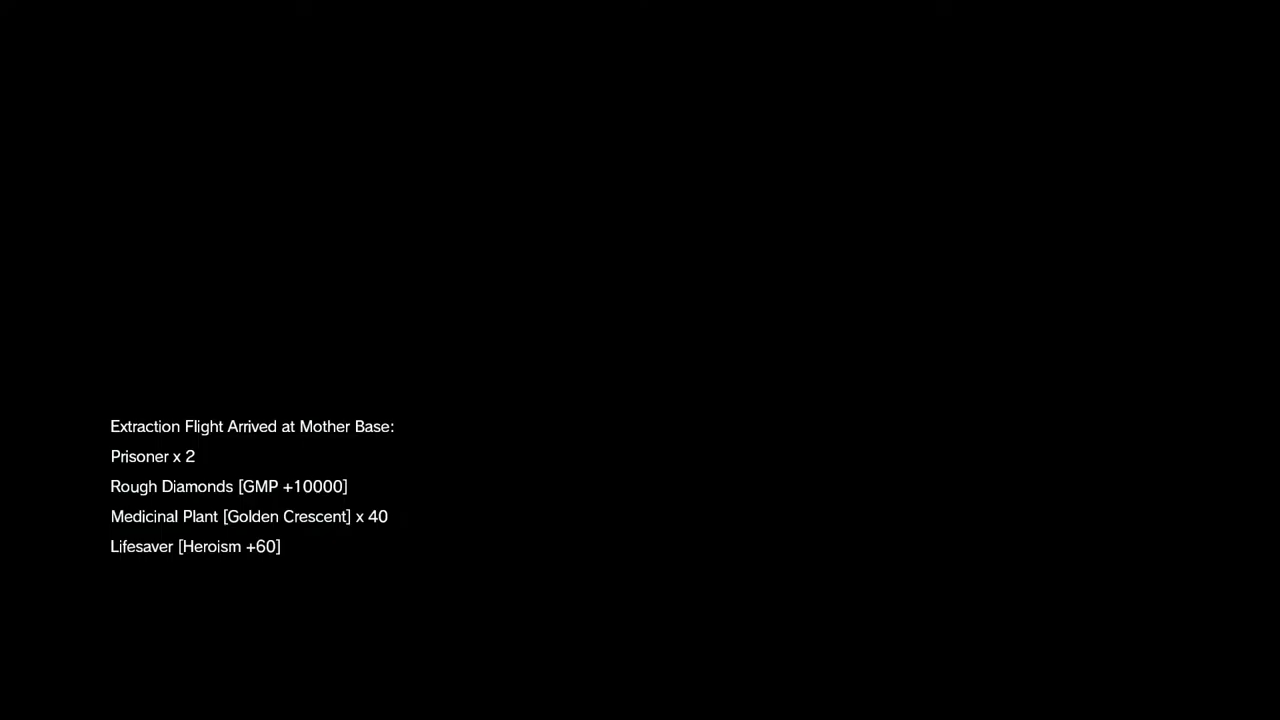 Extraction Flight Arrived at Mother Base:
Prisoner x 2
Rough Diamonds [GMP +10000]
Medicinal Plant [Golden Crescent] x 40
Lifesaver [Heroism +60]